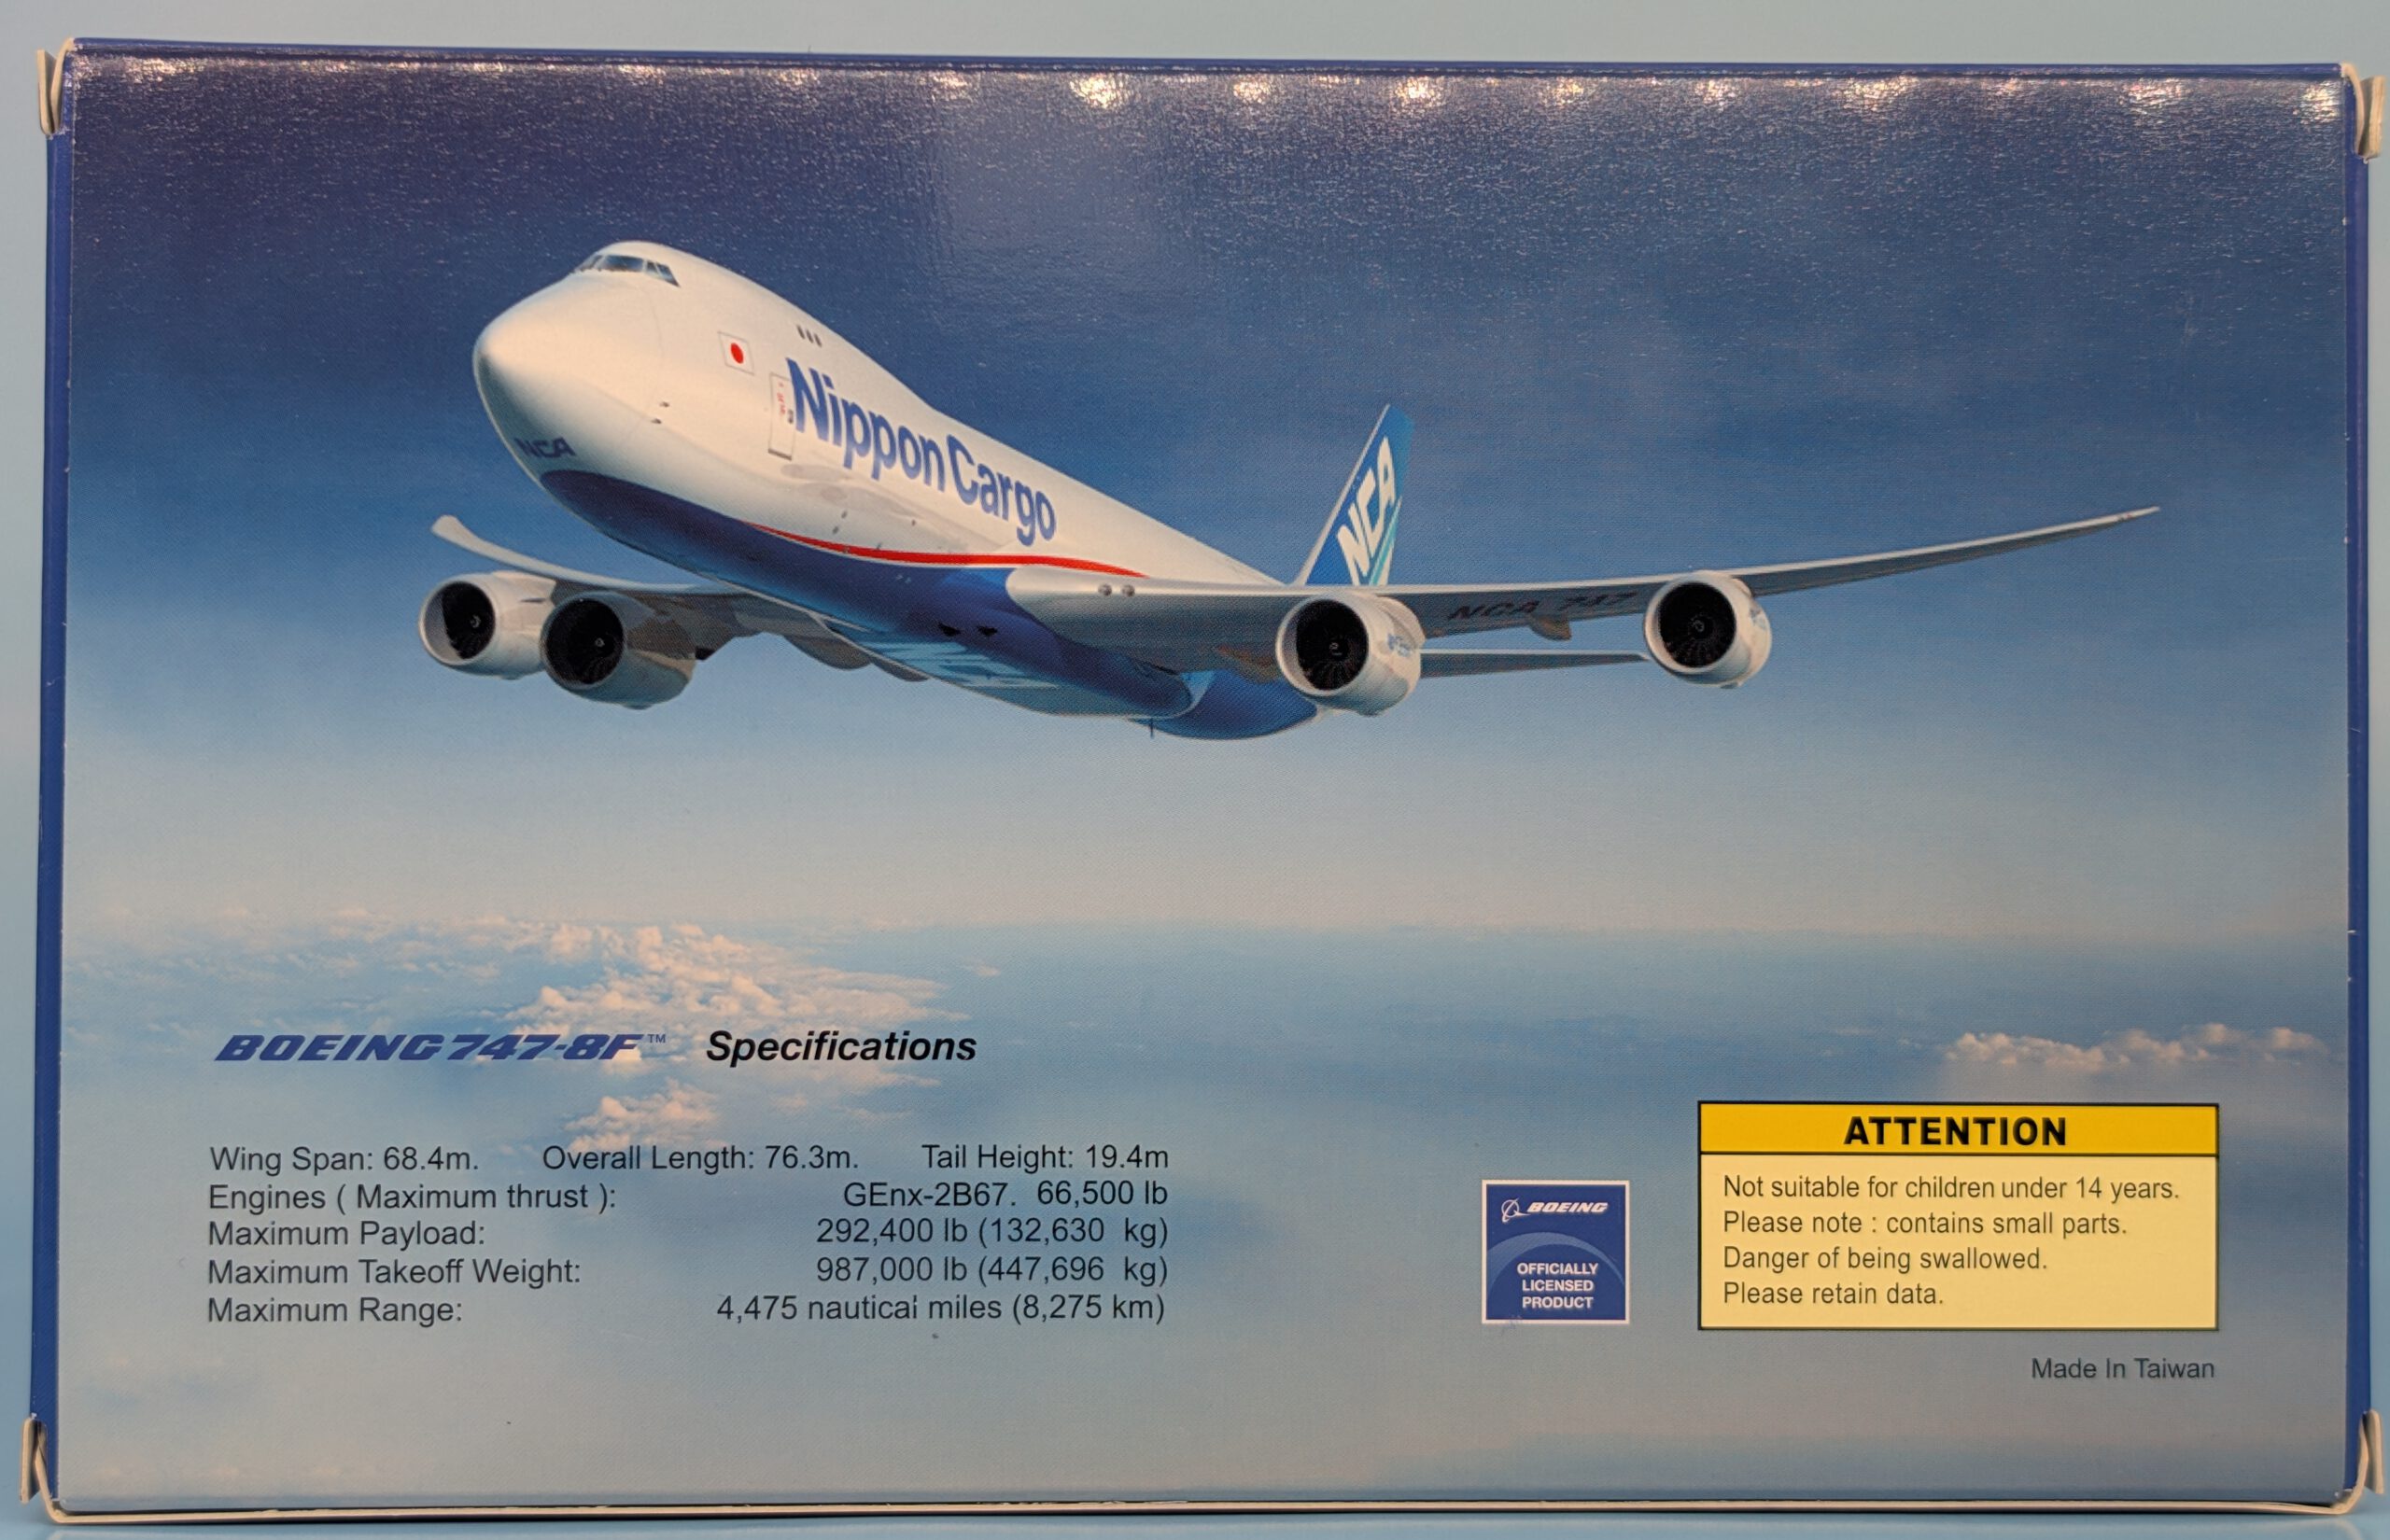 NCA
Nippon Cargo
NCA
NCA 747
BOEING 747-8F™ Specifications
Wing Span: 68.4m. Overall Length: 76.3m. Tail Height: 19.4m
Engines ( Maximum thrust ): GEnx-2B67. 66,500 lb
Maximum Payload: 292,400 lb (132,630 kg)
Maximum Takeoff Weight: 987,000 lb (447,696 kg)
Maximum Range: 4,475 nautical miles (8,275 km)
BOEING
OFFICIALLY
LICENSED
PRODUCT
ATTENTION
Not suitable for children under 14 years.
Please note : contains small parts.
Danger of being swallowed.
Please retain data.
Made In Taiwan